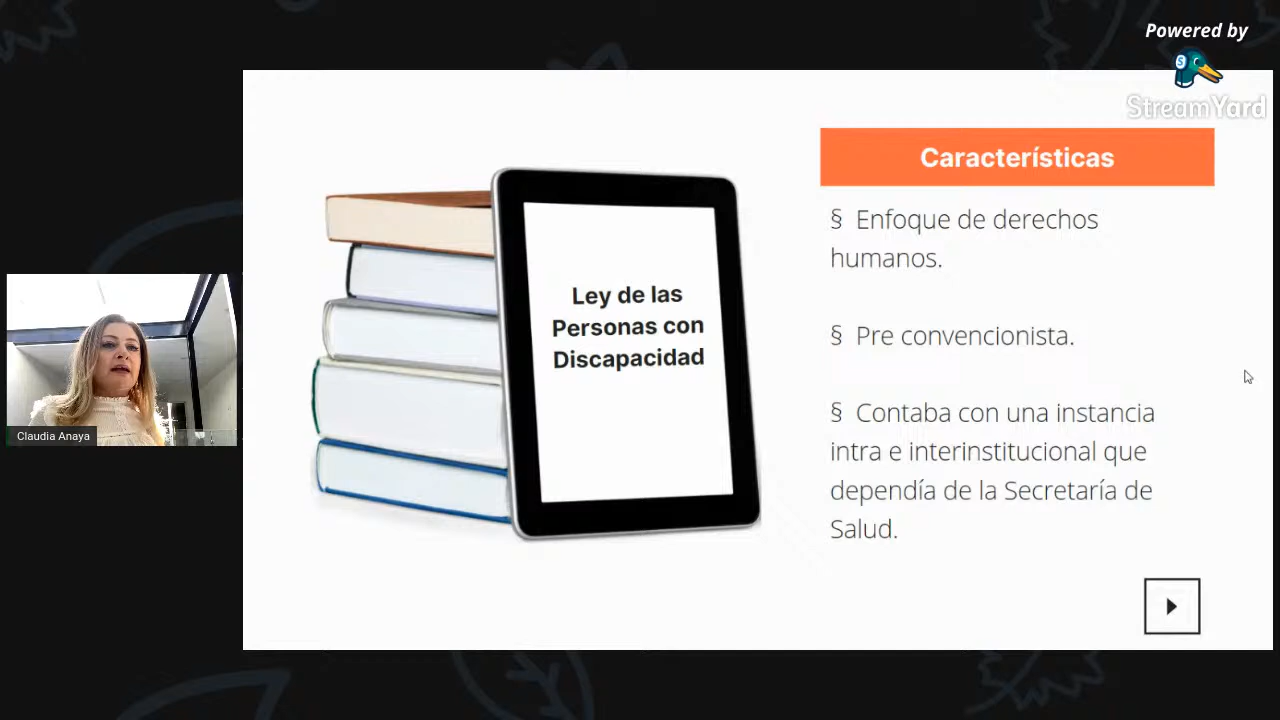 Powered by
StreamYard
Características
§ Enfoque de derechos
humanos.
§ Pre convencionista.
§ Contaba con una instancia
intra e interinstitucional que
dependía de la Secretaría de
Salud.
Ley de las
Personas con
Discapacidad
Claudia Anaya